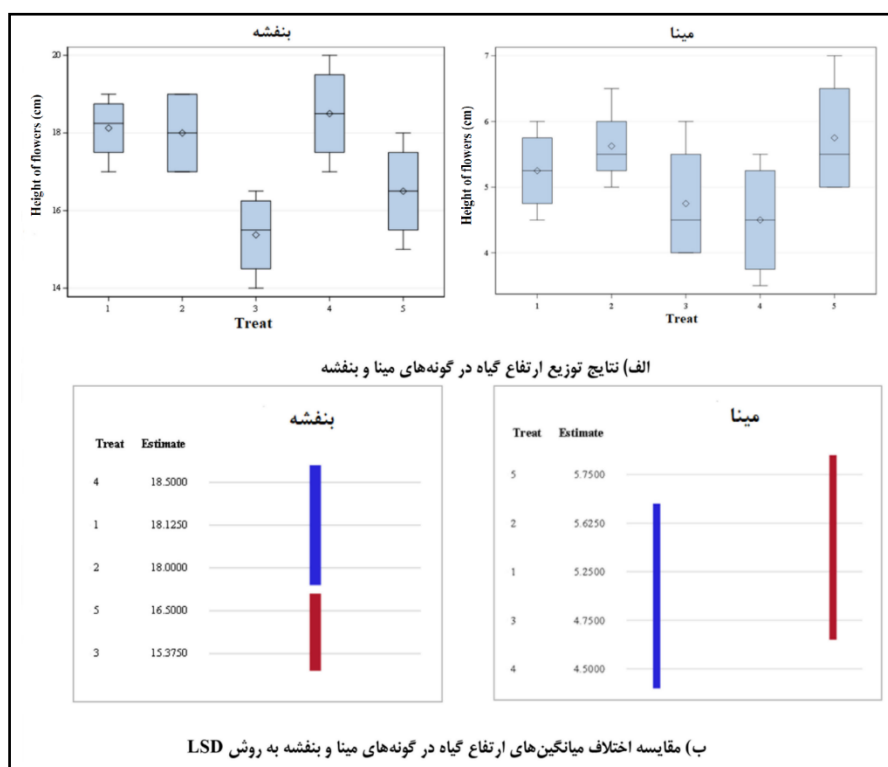 بنفشه
مینا
20
18
16
14
Height of flowers (cm)
1 2 3 4 5
Treat
7
6
5
4
Height of flowers (cm)
1 2 3 4 5
Treat
الف) نتایج توزیع ارتفاع گیاه در گونه‌های مینا و بنفشه
بنفشه
Treat Estimate
4 18.5000
1 18.1250
2 18.0000
5 16.5000
3 15.3750
مینا
Treat Estimate
5 5.7500
2 5.6250
1 5.2500
3 4.7500
4 4.5000
ب) مقایسه اختلاف میانگین‌های ارتفاع گیاه در گونه‌های مینا و بنفشه به روش LSD